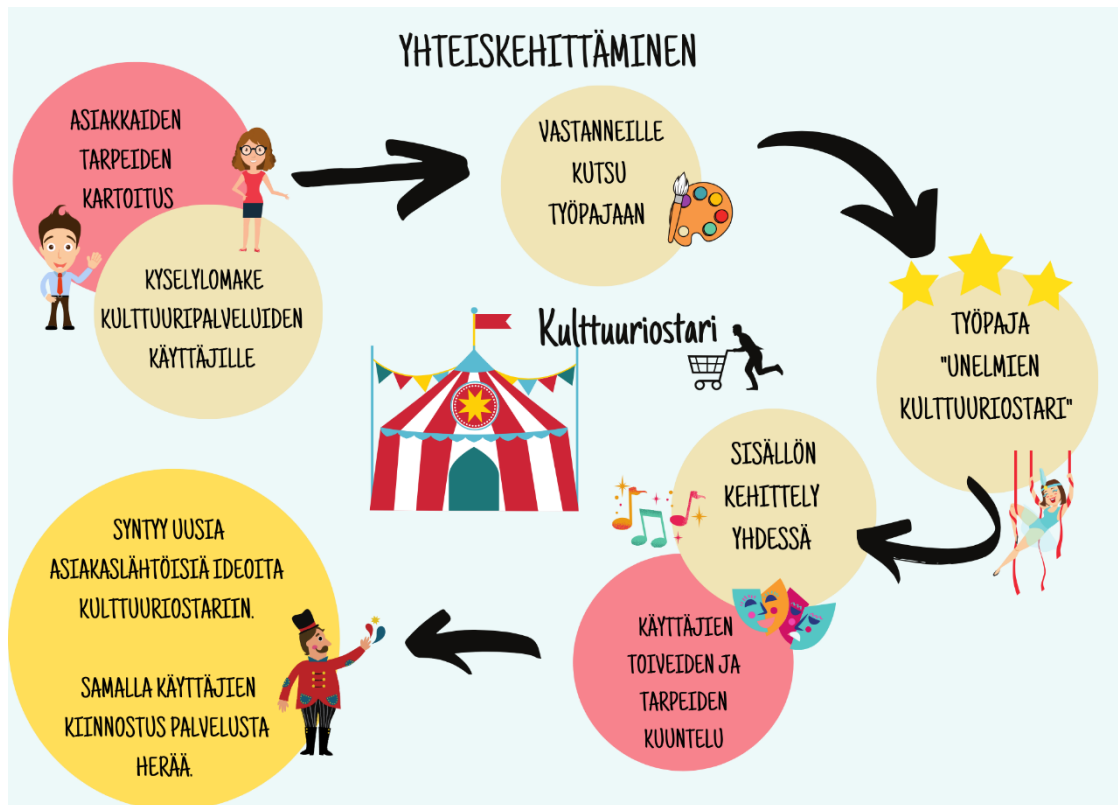 YHTEISKEHITTÄMINEN
ASIAKKAIDEN
TARPEIDEN
KARTOITUS
KYSELYLOMAKE
KULTTUURIPALVELUIDEN
KÄYTTÄJILLE
VASTANNEILLE
KUTSU
TYÖPAJAAN
TYÖPAJA
"UNELMIEN
KULTTUURIOSTARI"
Kulttuuriostari
SISÄLLÖN
KEHITTELY
YHDESSÄ
KÄYTTÄJIEN
TOIVEIDEN JA
TARPEIDEN
KUUNTELU
SYNTYY UUSIA
ASIAKASLÄHTÖISIÄ IDEOITA
KULTTUURIOSTARIIN.
SAMALLA KÄYTTÄJIEN
KIINNOSTUS PALVELUSTA
HERÄÄ.